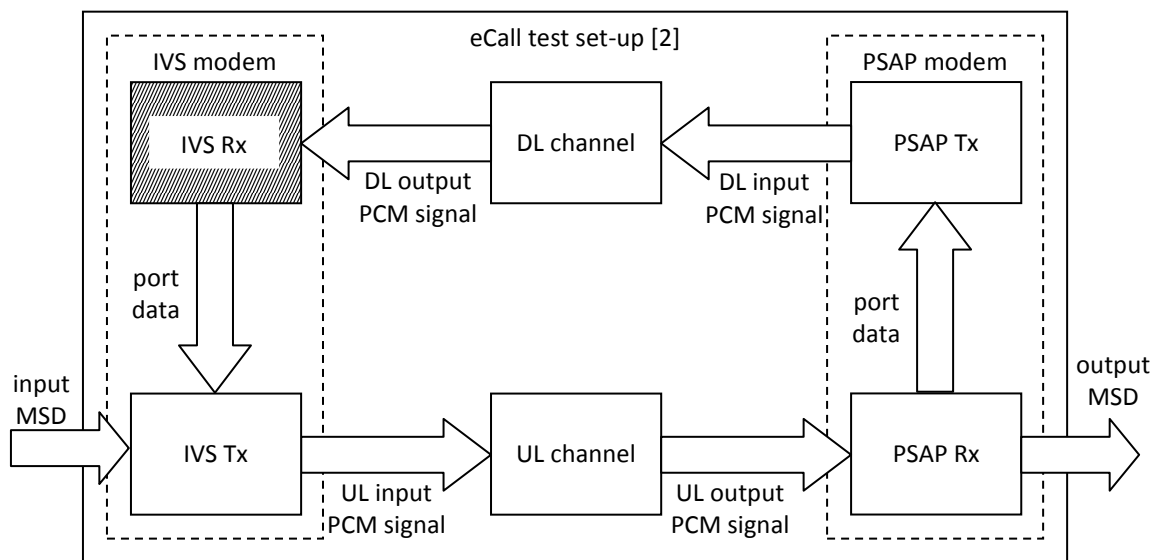 eCall test set-up [2]
IVS modem
PSAP modem
IVS Rx
DL channel
PSAP Tx
DL output
PCM signal
DL input
PCM signal
port
data
port
data
input
MSD
output
MSD
IVS Tx
UL channel
PSAP Rx
UL input
PCM signal
UL output
PCM signal